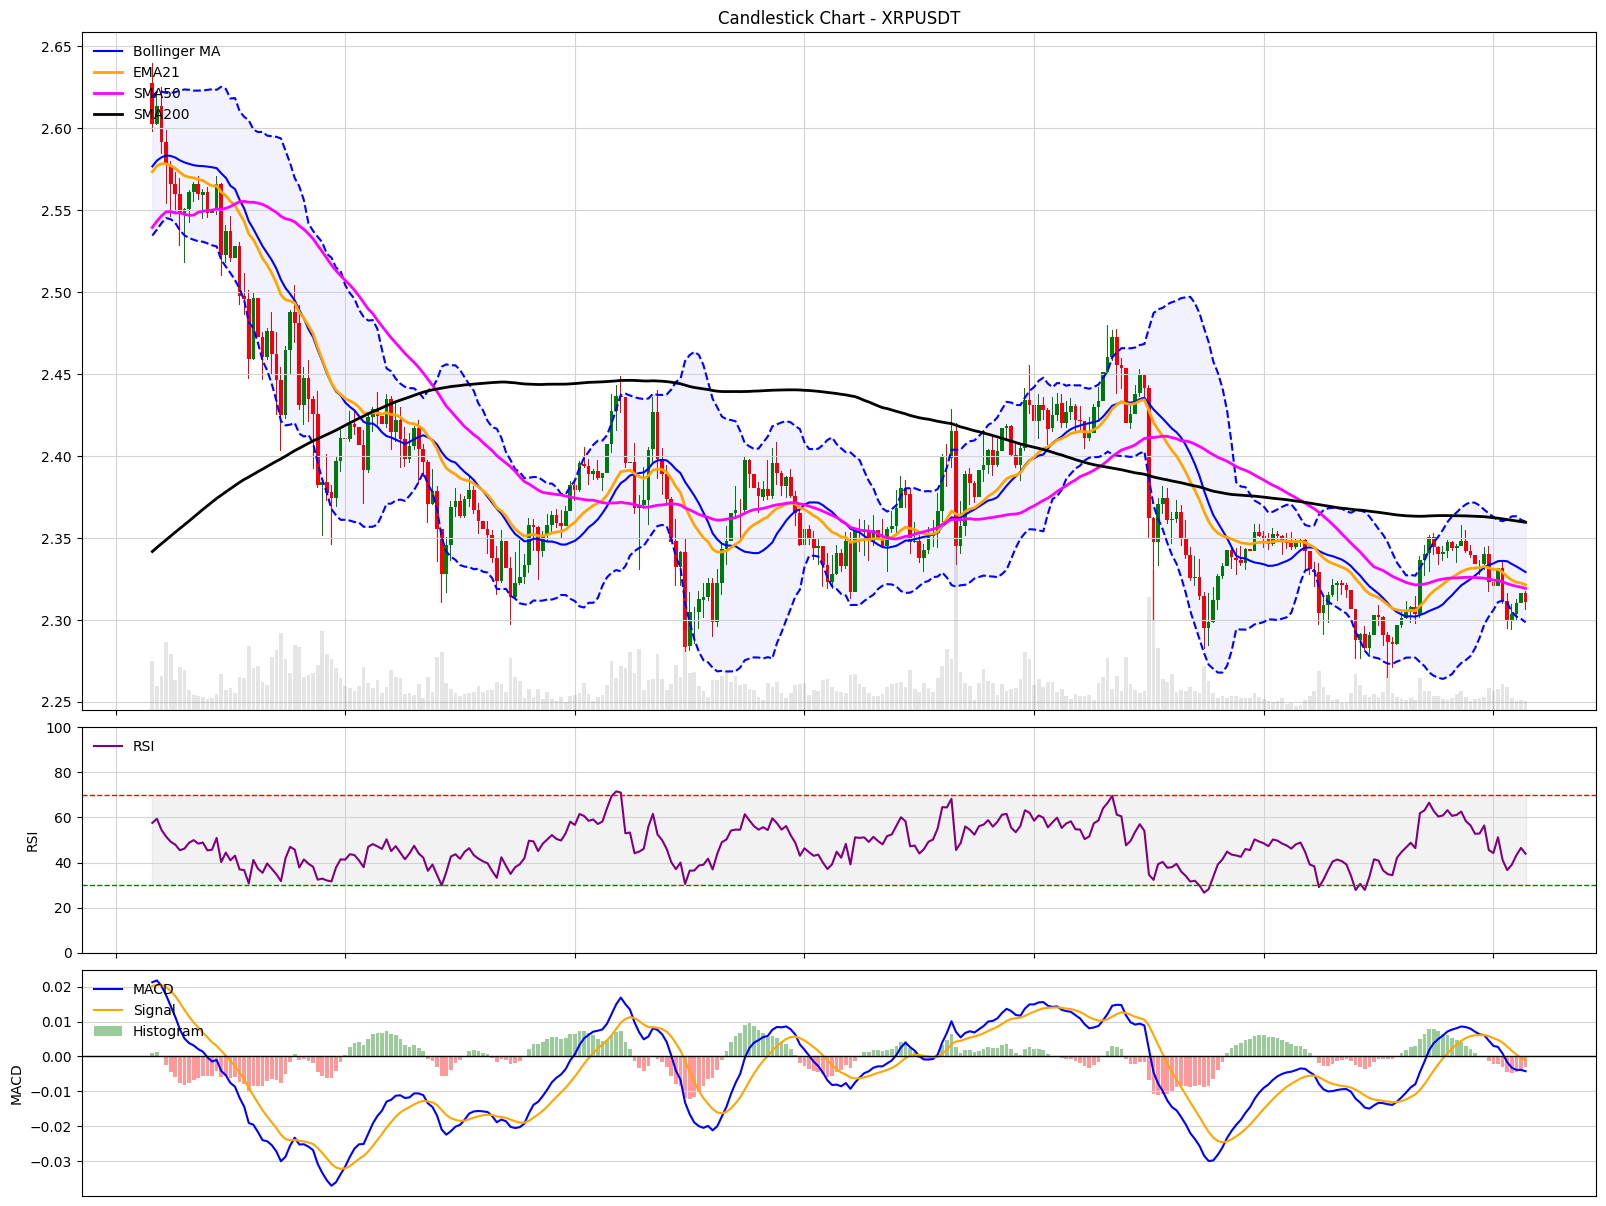 Candlestick Chart - XRPUSDT
2.65
2.60
2.55
2.50
2.45
2.40
2.35
2.30
2.25
Bollinger MA
EMA21
SMA50
SMA200
100
80
60
40
20
0
RSI
RSI
0.02
0.01
0.00
−0.01
−0.02
−0.03
MACD
MACD
Signal
Histogram